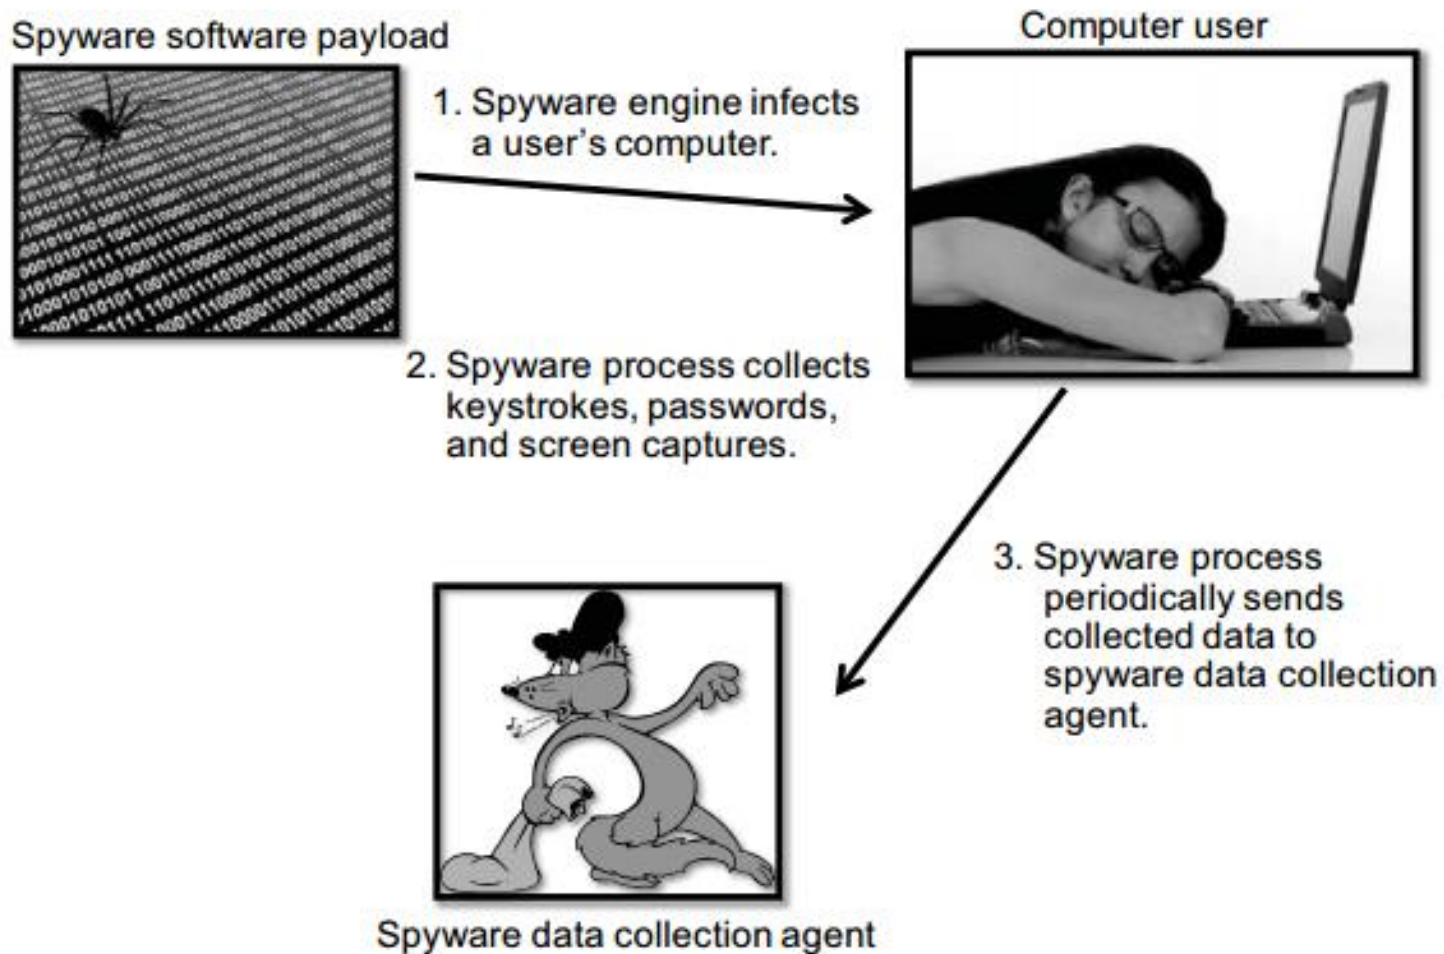 Spyware software payload
Computer user
1. Spyware engine infects
a user's computer.
2. Spyware process collects
keystrokes, passwords,
and screen captures.
3. Spyware process
periodically sends
collected data to
spyware data collection
agent.
Spyware data collection agent